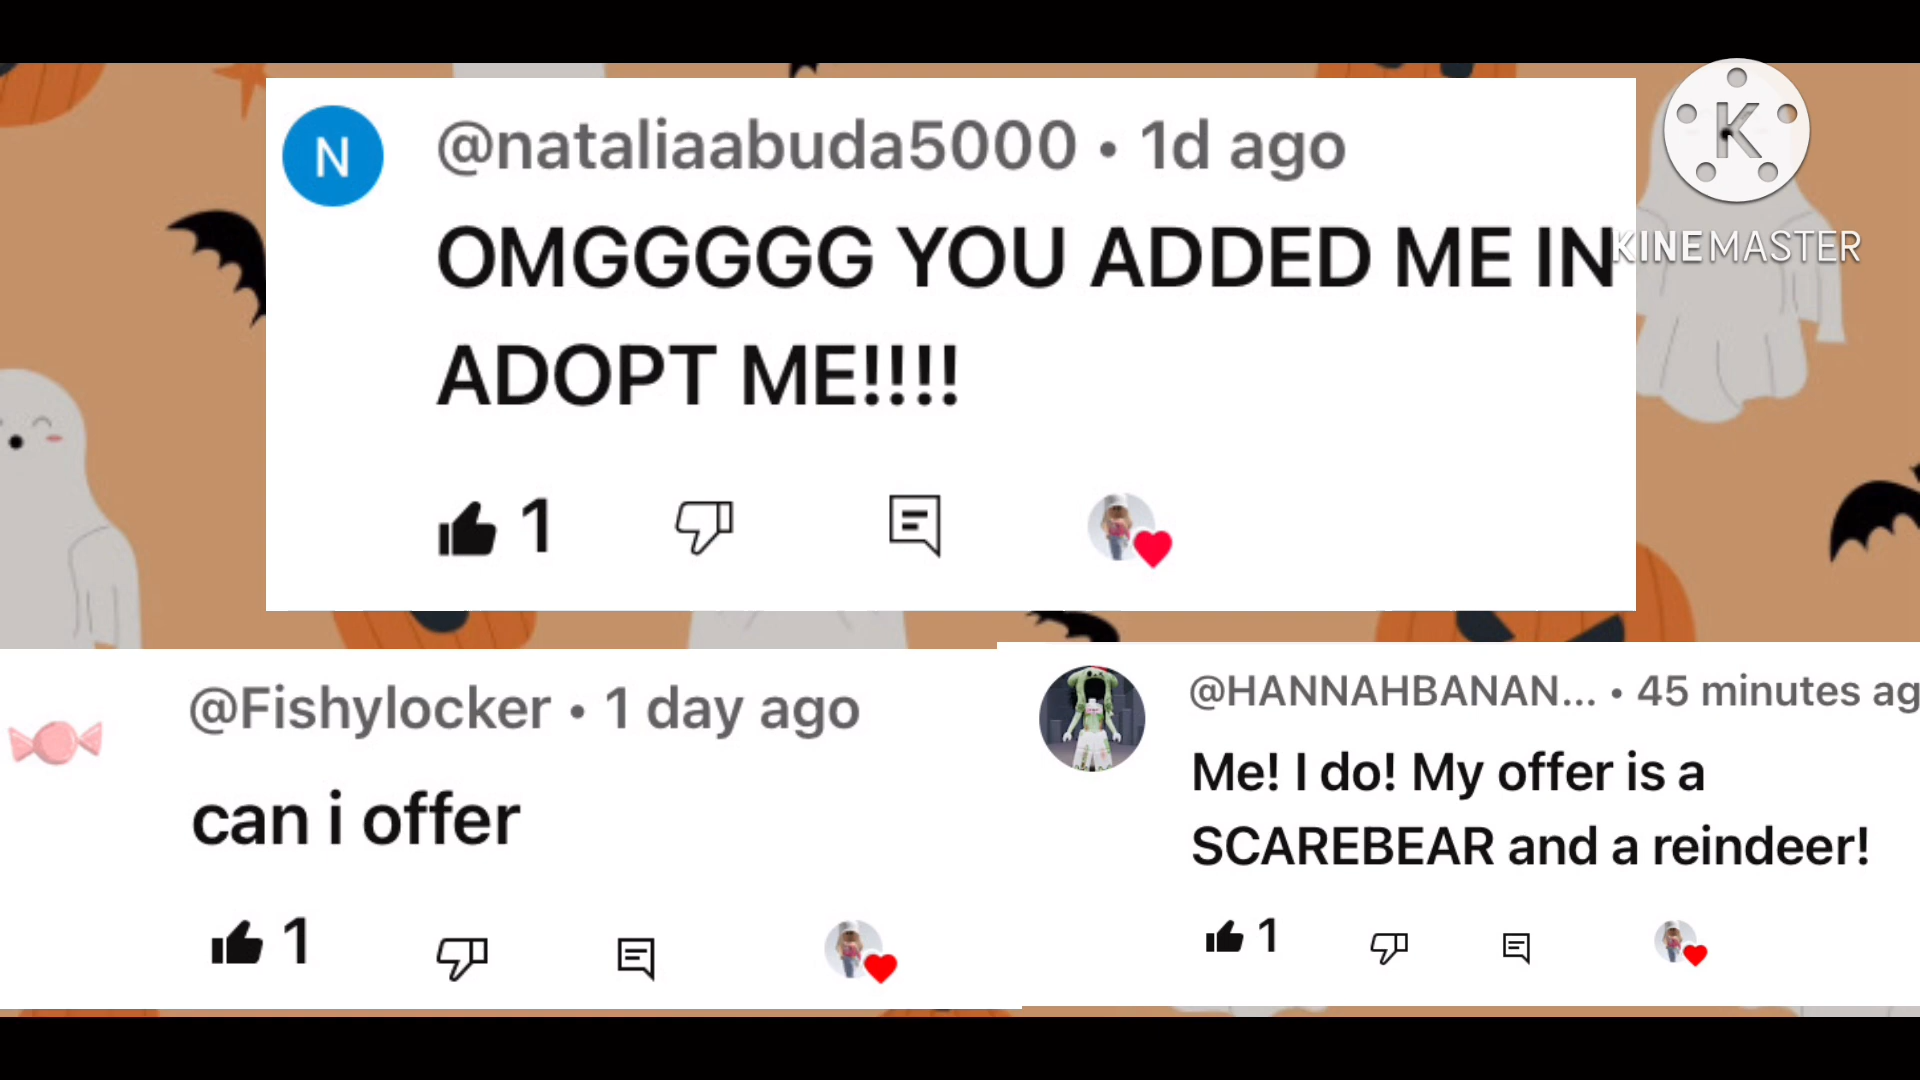 N
@nataliaabuda5000 • 1d ago
OMGGGGG YOU ADDED ME IN
ADOPT ME!!!!
1
K
KINEMASTER
@Fishylocker • 1 day ago
can i offer
1
@HANNAHBANAN... • 45 minutes ag
Me! I do! My offer is a
SCAREBEAR and a reindeer!
1